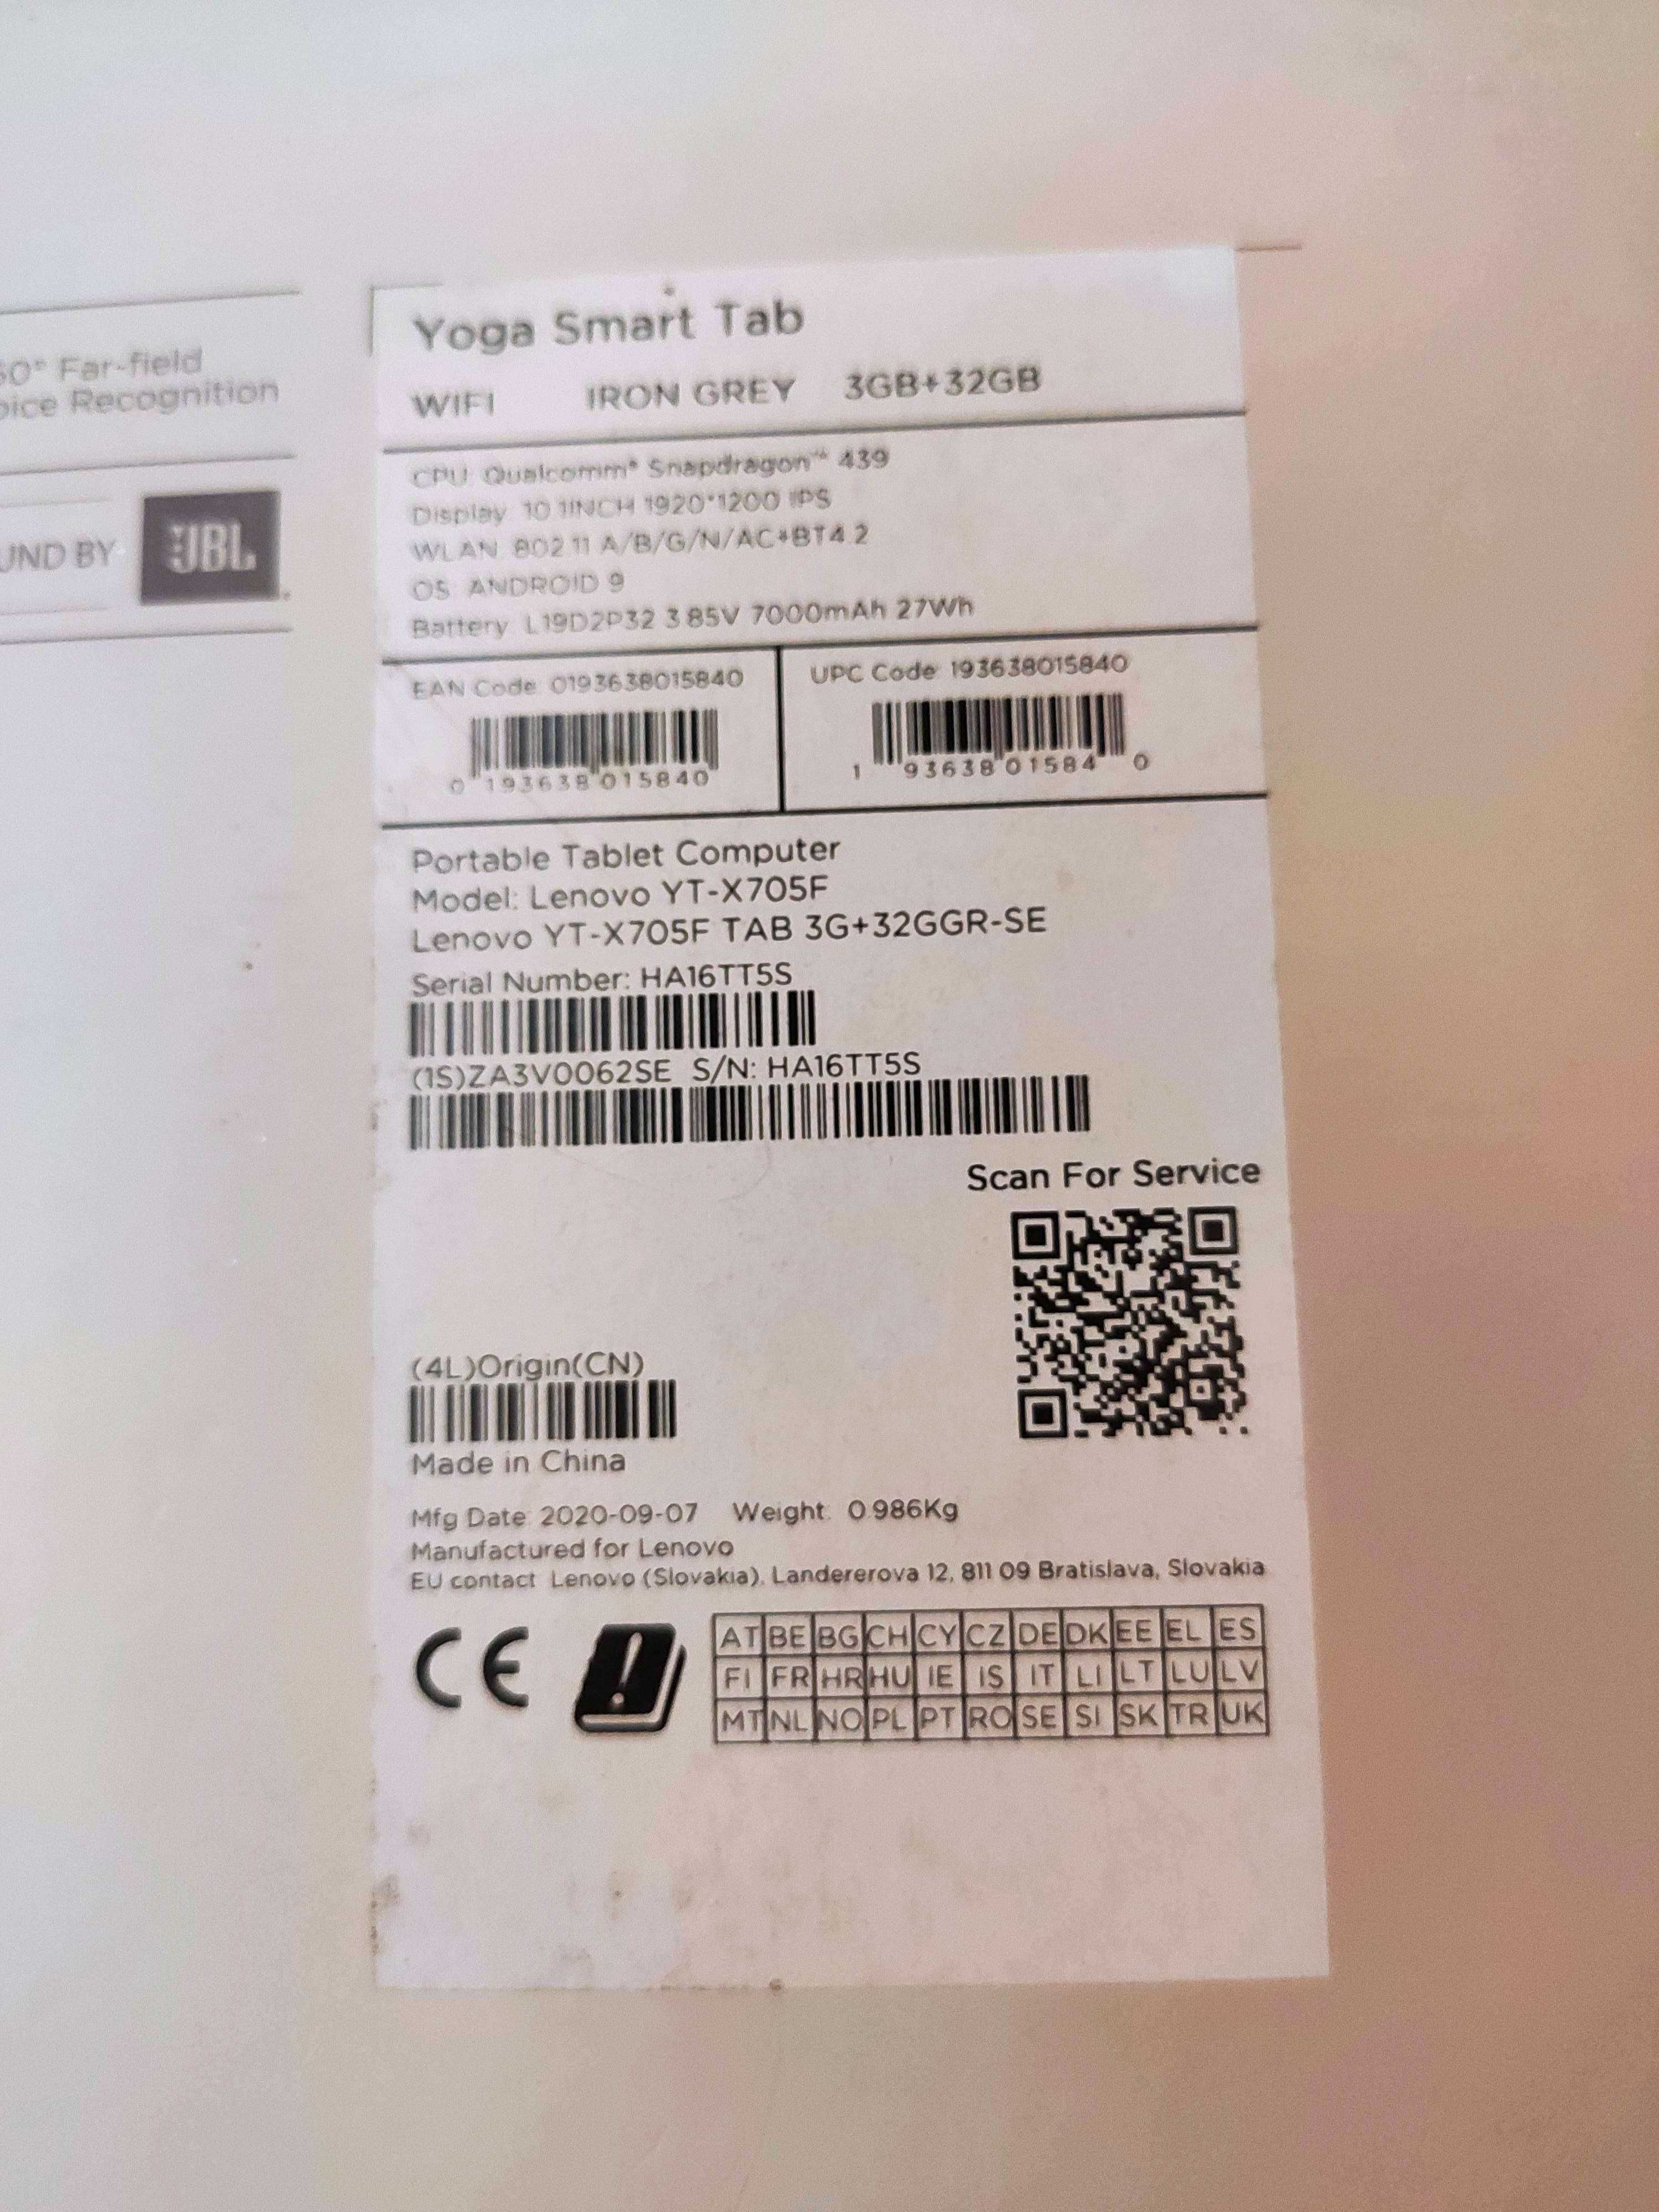 60° Far-field
oice Recognition
UND BY JBL
Yoga Smart Tab
WIFI IRON GREY 3GB+32GB
CPU Qualcomm® Snapdragon™ 439
Display 10.1INCH 1920*1200 IPS
WLAN 802.11 A/B/G/N/AC+BT4.2
OS ANDROID 9
Battery L19D2P32 3.85V 7000mAh 27Wh
EAN Code: 0193638015840
0 193638 015840
UPC Code: 193638015840
1 93638 01584 0
Portable Tablet Computer
Model: Lenovo YT-X705F
Lenovo YT-X705F TAB 3G+32GGR-SE
Serial Number: HA16TT5S
(1S)ZA3V0062SE S/N: HA16TT5S
Scan For Service
(4L)Origin(CN)
Made in China
Mfg Date: 2020-09-07 Weight: 0.986Kg
Manufactured for Lenovo
EU contact Lenovo (Slovakia), Landererova 12, 811 09 Bratislava, Slovakia
CE
AT BE BG CH CY CZ DE DK EE EL ES
FI FR HR HU IE IS IT LI LT LU LV
MT NL NO PL PT RO SE SI SK TR UK